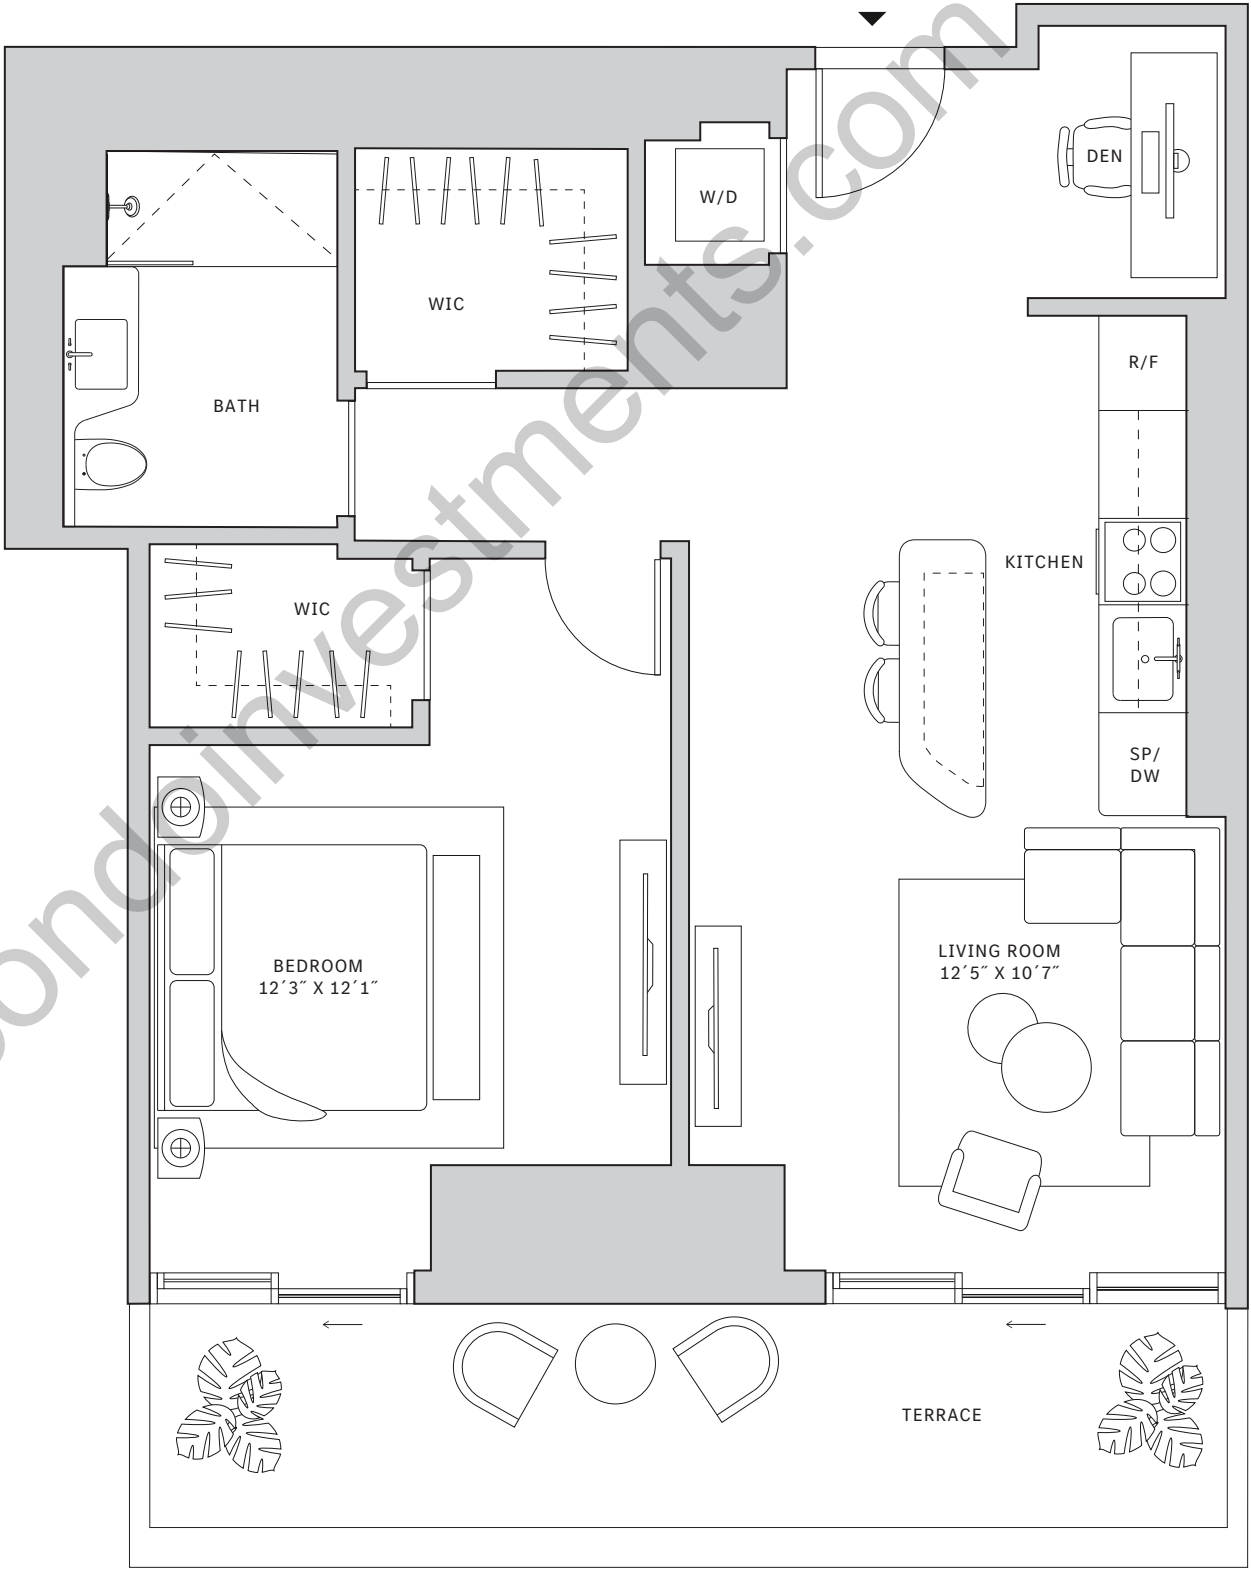 DEN
W/D
WIC
R/F
BATH
KITCHEN
WIC
SP/
DW
LIVING ROOM
12´5˝ X 10´7˝
BEDROOM
12´3˝ X 12´1˝
TERRACE
ondoinvestments.com